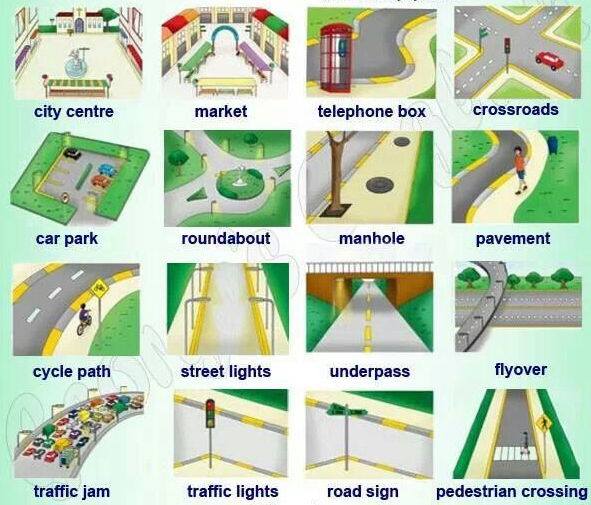 city centre
market
telephone box
crossroads
car park
roundabout
manhole
pavement
cycle path
street lights
underpass
flyover
traffic jam
traffic lights
road sign
pedestrian crossing